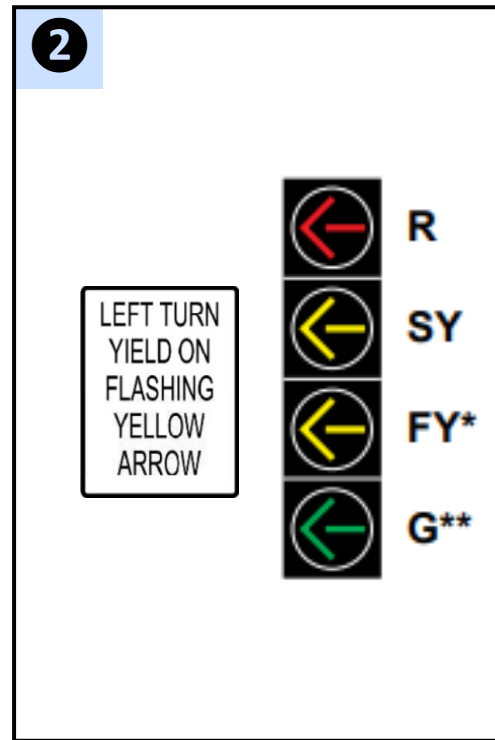 2
R
SY
FY*
G**
LEFT TURN
YIELD ON
FLASHING
YELLOW
ARROW